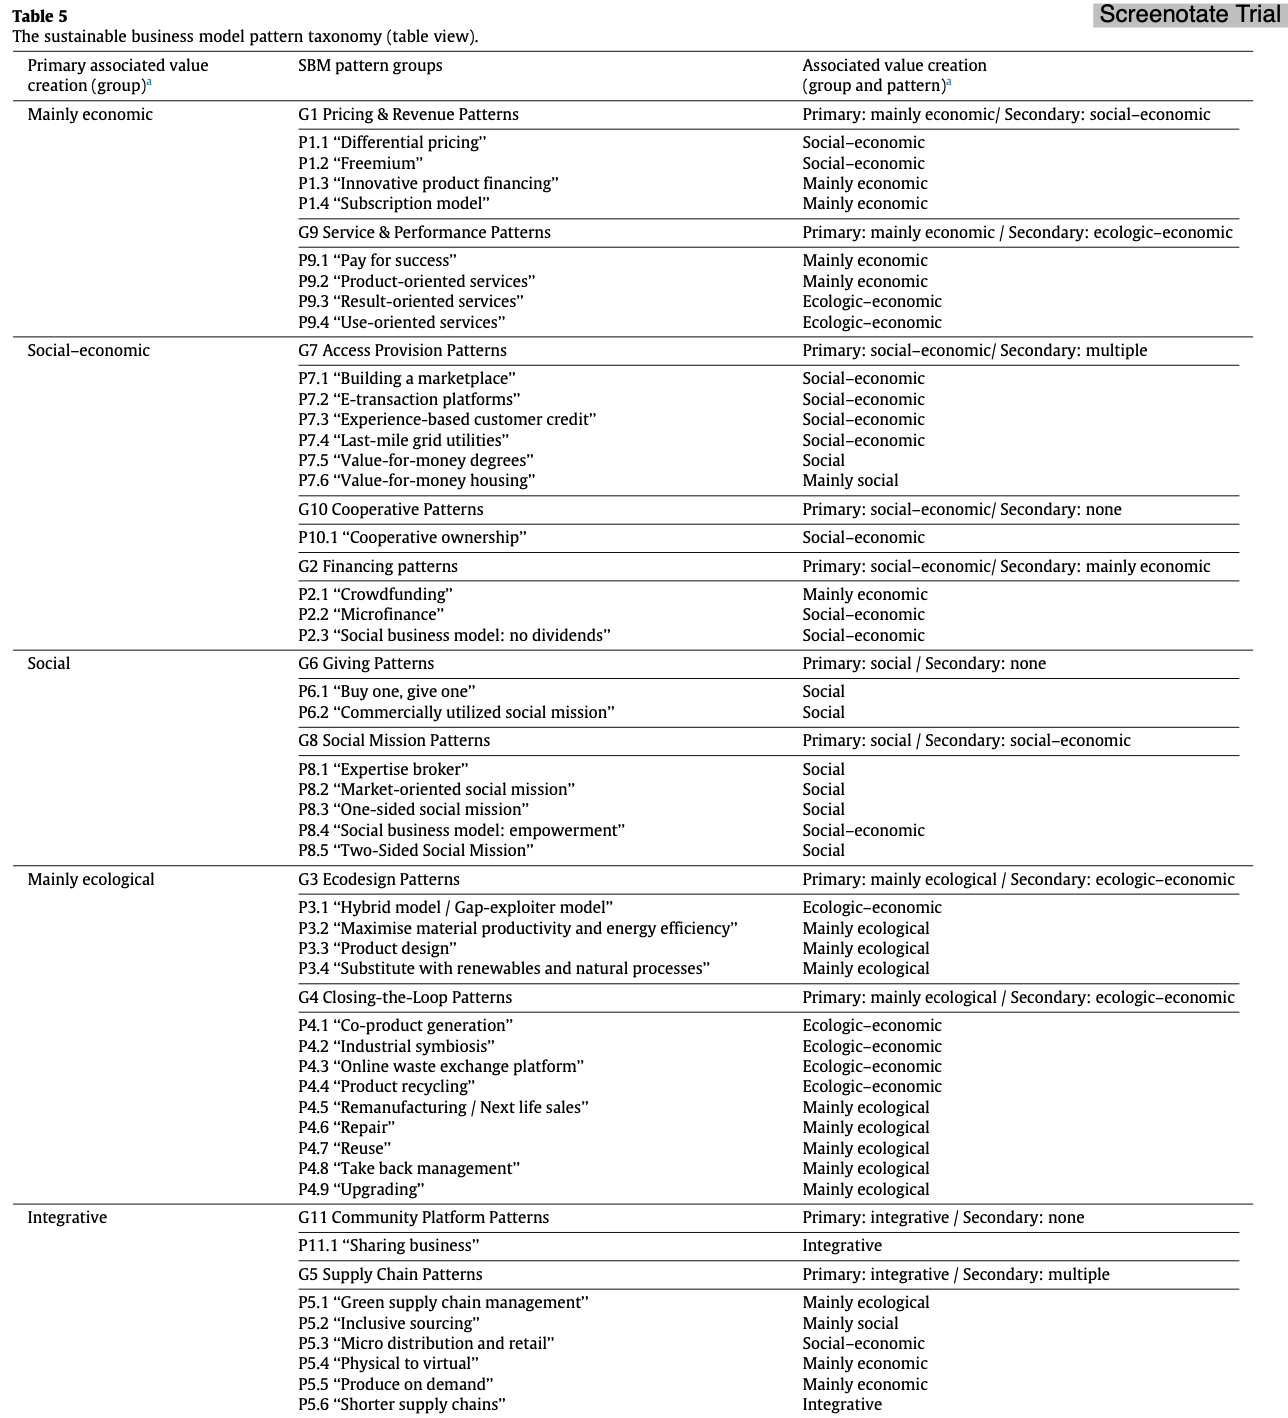 Table 5
Screenotate Trial
The sustainable business model pattern taxonomy (table view).
Primary associated value creation (group)a
SBM pattern groups
Associated value creation (group and pattern)a
Mainly economic
G1 Pricing & Revenue Patterns
Primary: mainly economic/ Secondary: social–economic
P1.1 “Differential pricing” Social–economic
P1.2 “Freemium” Social–economic
P1.3 “Innovative product financing” Mainly economic
P1.4 “Subscription model” Mainly economic
G9 Service & Performance Patterns Primary: mainly economic / Secondary: ecologic–economic
P9.1 “Pay for success” Mainly economic
P9.2 “Product-oriented services” Mainly economic
P9.3 “Result-oriented services” Ecologic–economic
P9.4 “Use-oriented services” Ecologic–economic
Social–economic G7 Access Provision Patterns Primary: social–economic/ Secondary: multiple
P7.1 “Building a marketplace” Social–economic
P7.2 “E-transaction platforms” Social–economic
P7.3 “Experience-based customer credit” Social–economic
P7.4 “Last-mile grid utilities” Social–economic
P7.5 “Value-for-money degrees” Social
P7.6 “Value-for-money housing” Mainly social
G10 Cooperative Patterns Primary: social–economic/ Secondary: none
P10.1 “Cooperative ownership” Social–economic
G2 Financing patterns Primary: social–economic/ Secondary: mainly economic
P2.1 “Crowdfunding” Mainly economic
P2.2 “Microfinance” Social–economic
P2.3 “Social business model: no dividends” Social–economic
Social G6 Giving Patterns Primary: social / Secondary: none
P6.1 “Buy one, give one” Social
P6.2 “Commercially utilized social mission” Social
G8 Social Mission Patterns Primary: social / Secondary: social–economic
P8.1 “Expertise broker” Social
P8.2 “Market-oriented social mission” Social
P8.3 “One-sided social mission” Social
P8.4 “Social business model: empowerment” Social–economic
P8.5 “Two-Sided Social Mission” Social
Mainly ecological G3 Ecodesign Patterns Primary: mainly ecological / Secondary: ecologic–economic
P3.1 “Hybrid model / Gap-exploiter model” Ecologic–economic
P3.2 “Maximise material productivity and energy efficiency” Mainly ecological
P3.3 “Product design” Mainly ecological
P3.4 “Substitute with renewables and natural processes” Mainly ecological
G4 Closing-the-Loop Patterns Primary: mainly ecological / Secondary: ecologic–economic
P4.1 “Co-product generation” Ecologic–economic
P4.2 “Industrial symbiosis” Ecologic–economic
P4.3 “Online waste exchange platform” Ecologic–economic
P4.4 “Product recycling” Ecologic–economic
P4.5 “Remanufacturing / Next life sales” Mainly ecological
P4.6 “Repair” Mainly ecological
P4.7 “Reuse” Mainly ecological
P4.8 “Take back management” Mainly ecological
P4.9 “Upgrading” Mainly ecological
Integrative G11 Community Platform Patterns Primary: integrative / Secondary: none
P11.1 “Sharing business” Integrative
G5 Supply Chain Patterns Primary: integrative / Secondary: multiple
P5.1 “Green supply chain management” Mainly ecological
P5.2 “Inclusive sourcing” Mainly social
P5.3 “Micro distribution and retail” Social–economic
P5.4 “Physical to virtual” Mainly economic
P5.5 “Produce on demand” Mainly economic
P5.6 “Shorter supply chains” Integrative